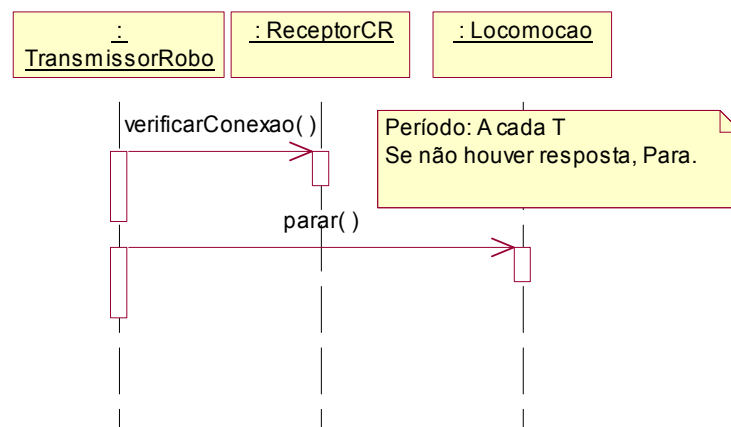 :
TransmissorRobo
: ReceptorCR
: Locomocao
verificarConexao( )
Período: A cada T
Se não houver resposta, Para.
parar( )